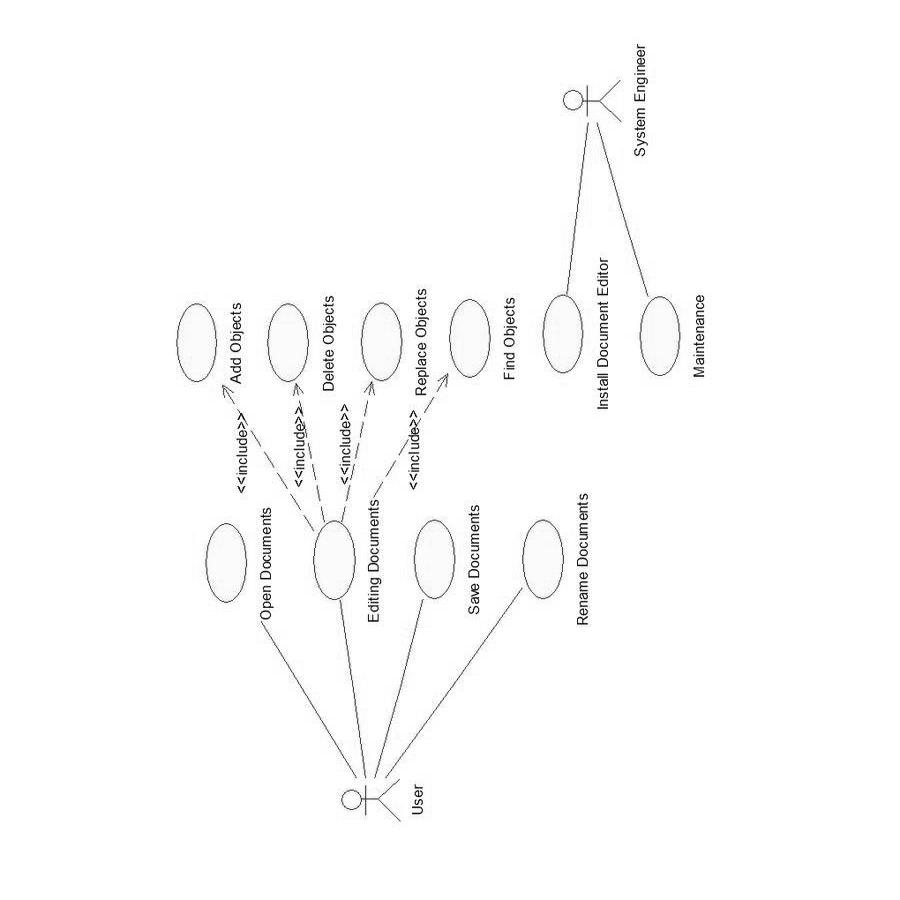 Open Documents
Editing Documents
Save Documents
Rename Documents
User
<<include>>
<<include>>
<<include>>
<<include>>
Add Objects
Delete Objects
Replace Objects
Find Objects
Install Document Editor
Maintenance
System Engineer